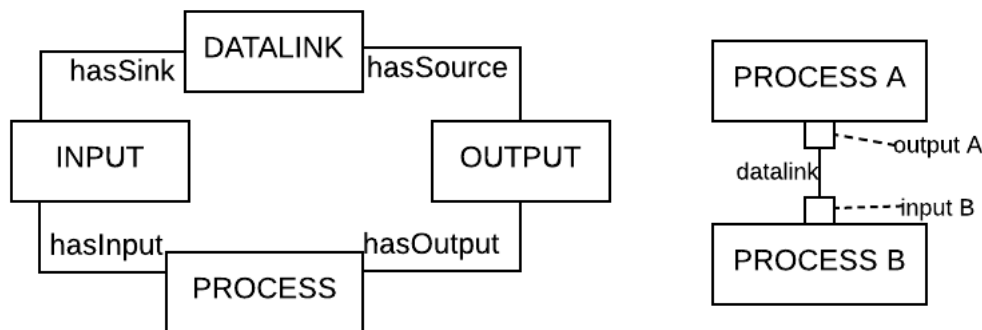 DATALINK
hasSink
hasSource
INPUT
OUTPUT
hasInput
hasOutput
PROCESS
PROCESS A
output A
datalink
input B
PROCESS B